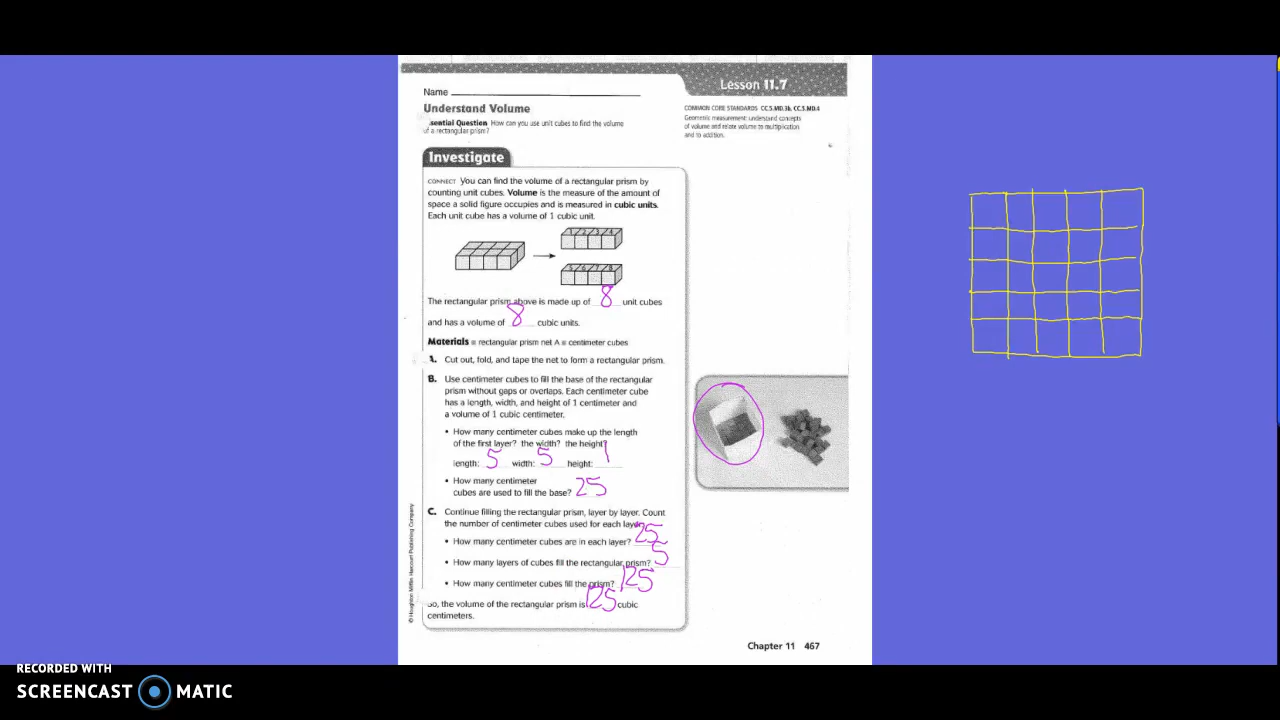 Lesson 11.7
Name
Understand Volume
Essential Question How can you use unit cubes to find the volume
of a rectangular prism?
COMMON CORE STANDARDS CC.5.MD.3b, CC.5.MD.4
Geometric measurement: understand concepts
of volume and relate volume to multiplication
and to addition.
Investigate
CONNECT You can find the volume of a rectangular prism by
counting unit cubes. Volume is the measure of the amount of
space a solid figure occupies and is measured in cubic units.
Each unit cube has a volume of 1 cubic unit.
1 2 3 4
5 6 7 8
The rectangular prism above is made up of 8 unit cubes
and has a volume of 8 cubic units.
Materials ■ rectangular prism net A ■ centimeter cubes
A. Cut out, fold, and tape the net to form a rectangular prism.
B. Use centimeter cubes to fill the base of the rectangular
prism without gaps or overlaps. Each centimeter cube
has a length, width, and height of 1 centimeter and
a volume of 1 cubic centimeter.
• How many centimeter cubes make up the length
of the first layer? the width? the height?
length: 5 width: 5 height: 1
• How many centimeter
cubes are used to fill the base? 25
C. Continue filling the rectangular prism, layer by layer. Count
the number of centimeter cubes used for each layer.
• How many centimeter cubes are in each layer? 25
• How many layers of cubes fill the rectangular prism? 5
• How many centimeter cubes fill the prism? 125
So, the volume of the rectangular prism is 125 cubic
centimeters.
© Houghton Mifflin Harcourt Publishing Company
Chapter 11 467
RECORDED WITH
SCREENCAST MATIC